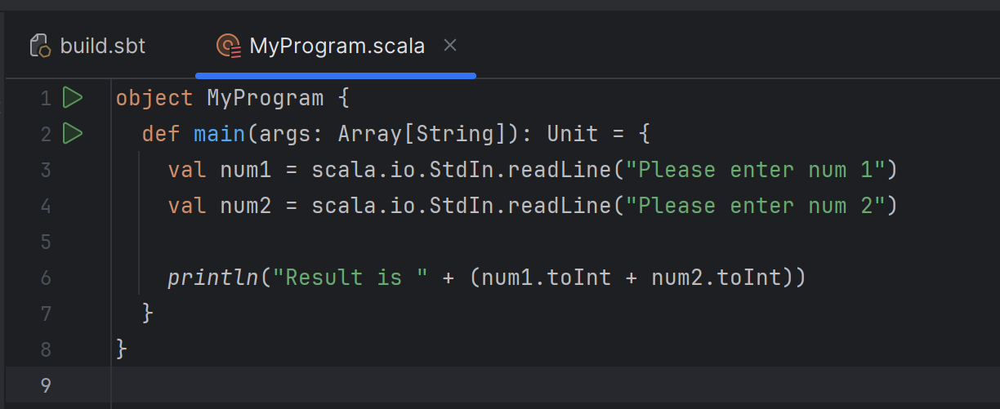 build.sbt MyProgram.scala
1 object MyProgram {
2   def main(args: Array[String]): Unit = {
3     val num1 = scala.io.StdIn.readLine("Please enter num 1")
4     val num2 = scala.io.StdIn.readLine("Please enter num 2")
5
6     println("Result is " + (num1.toInt + num2.toInt))
7   }
8 }
9